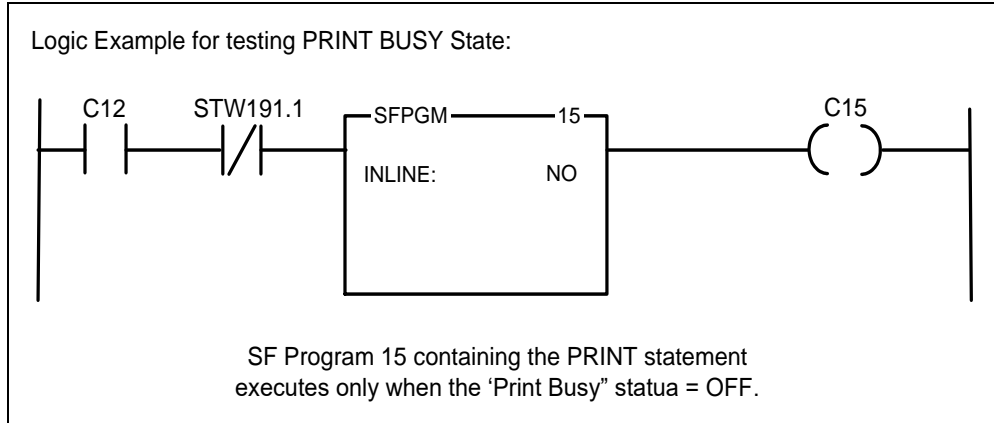 Logic Example for testing PRINT BUSY State:
C12 STW191.1 C15
SFPGM 15
INLINE: NO
SF Program 15 containing the PRINT statement
executes only when the ‘Print Busy” statua = OFF.